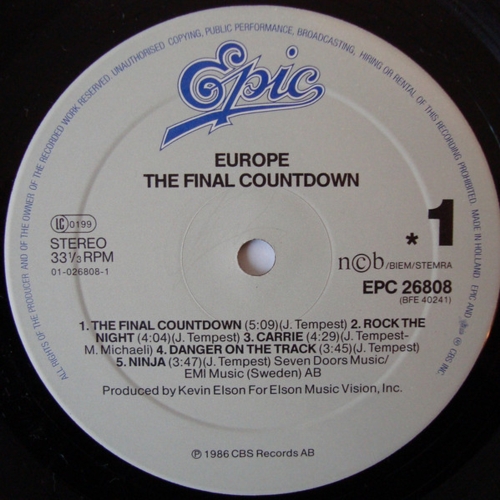 ALL RIGHTS OF THE PRODUCER AND OF THE OWNER OF THE RECORDED WORK RESERVED. UNAUTHORISED COPYING, PUBLIC PERFORMANCE, BROADCASTING, HIRING OR RENTAL OF THIS RECORDING PROHIBITED. MADE IN HOLLAND. EPIC AND ARE ℗ CBS INC.
Epic
EUROPE
THE FINAL COUNTDOWN
LC 0199
STEREO
33⅓ RPM
01-026808-1
* 1
n©b/BIEM/STEMRA
EPC 26808
(BFE 40241)
1. THE FINAL COUNTDOWN (5:09)(J. Tempest) 2. ROCK THE
NIGHT (4:04)(J. Tempest) 3. CARRIE (4:29)(J. Tempest-
M. Michaeli) 4. DANGER ON THE TRACK (3:45)(J. Tempest)
5. NINJA (3:47)(J. Tempest) Seven Doors Music/
EMI Music (Sweden) AB
Produced by Kevin Elson For Elson Music Vision, Inc.
℗ 1986 CBS Records AB